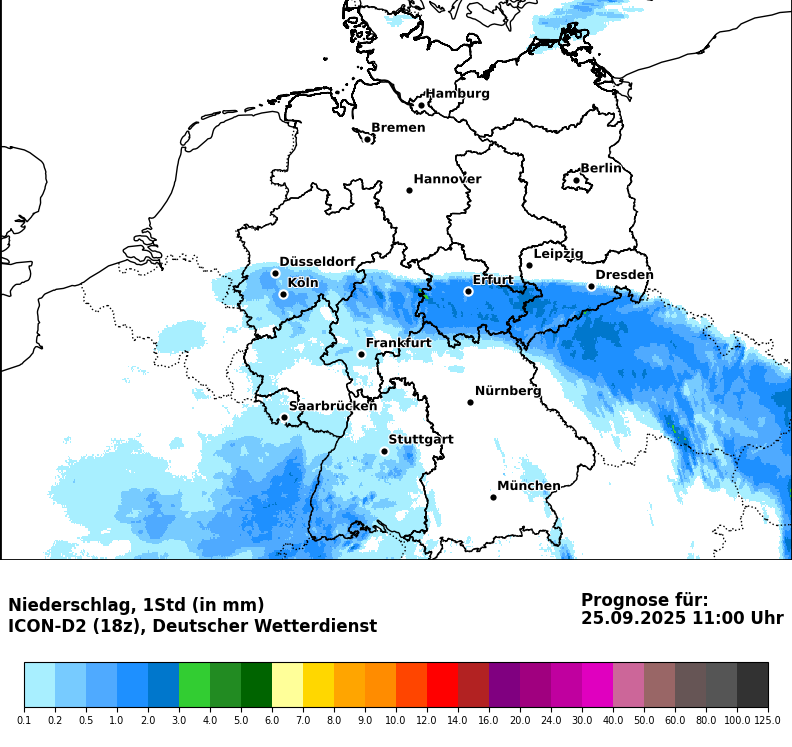 Hamburg
Bremen
Berlin
Hannover
Leipzig
Düsseldorf
Dresden
Köln
Erfurt
Frankfurt
Nürnberg
Saarbrücken
Stuttgart
München
Niederschlag, 1Std (in mm)
ICON-D2 (18z), Deutscher Wetterdienst
Prognose für:
25.09.2025 11:00 Uhr
0.1 0.2 0.5 1.0 2.0 3.0 4.0 5.0 6.0 7.0 8.0 9.0 10.0 12.0 14.0 16.0 20.0 24.0 30.0 40.0 50.0 60.0 80.0 100.0 125.0